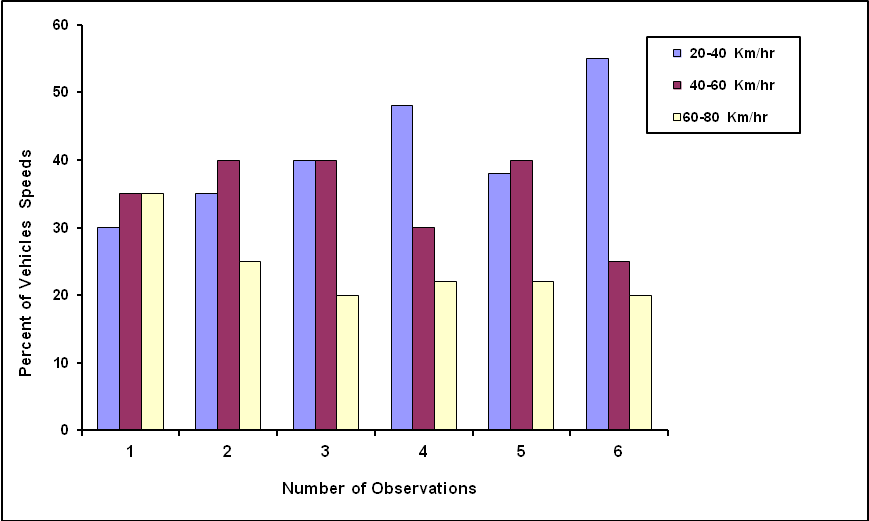 60
50
40
30
20
10
0
Percent of Vehicles Speeds
1 2 3 4 5 6
Number of Observations
20-40 Km/hr
40-60 Km/hr
60-80 Km/hr